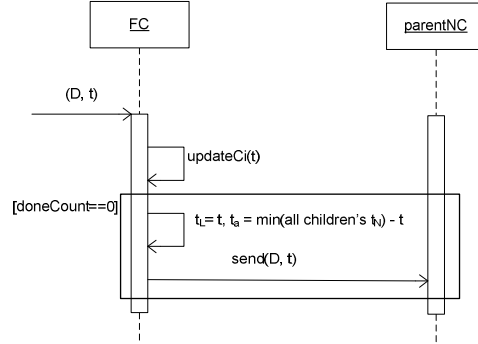 FC
parentNC
(D, t)
updateCi(t)
[doneCount==0]
tL= t, ta = min(all children's tN) - t
send(D, t)